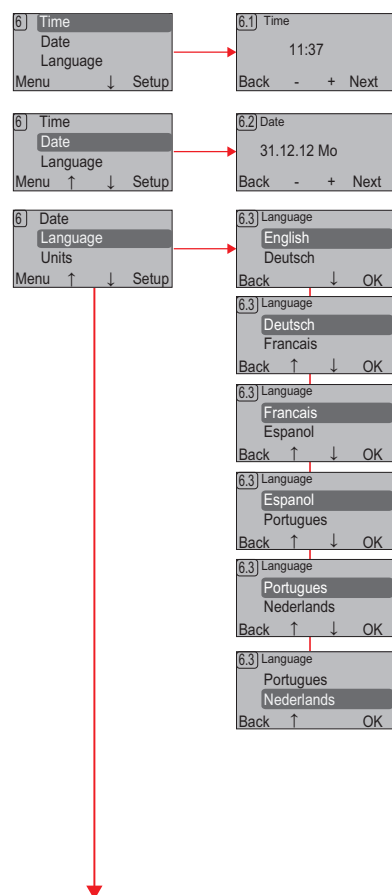 6 Time
Date
Language
Menu ↓ Setup
6.1) Time
11:37
Back - + Next
6 Time
Date
Language
Menu ↑ ↓ Setup
6.2) Date
31.12.12 Mo
Back - + Next
6 Date
Language
Units
Menu ↑ ↓ Setup
6.3) Language
English
Deutsch
Back ↓ OK
6.3) Language
Deutsch
Francais
Back ↑ ↓ OK
6.3) Language
Francais
Espanol
Back ↑ ↓ OK
6.3) Language
Espanol
Portugues
Back ↑ ↓ OK
6.3) Language
Portugues
Nederlands
Back ↑ ↓ OK
6.3) Language
Portugues
Nederlands
Back ↑ OK